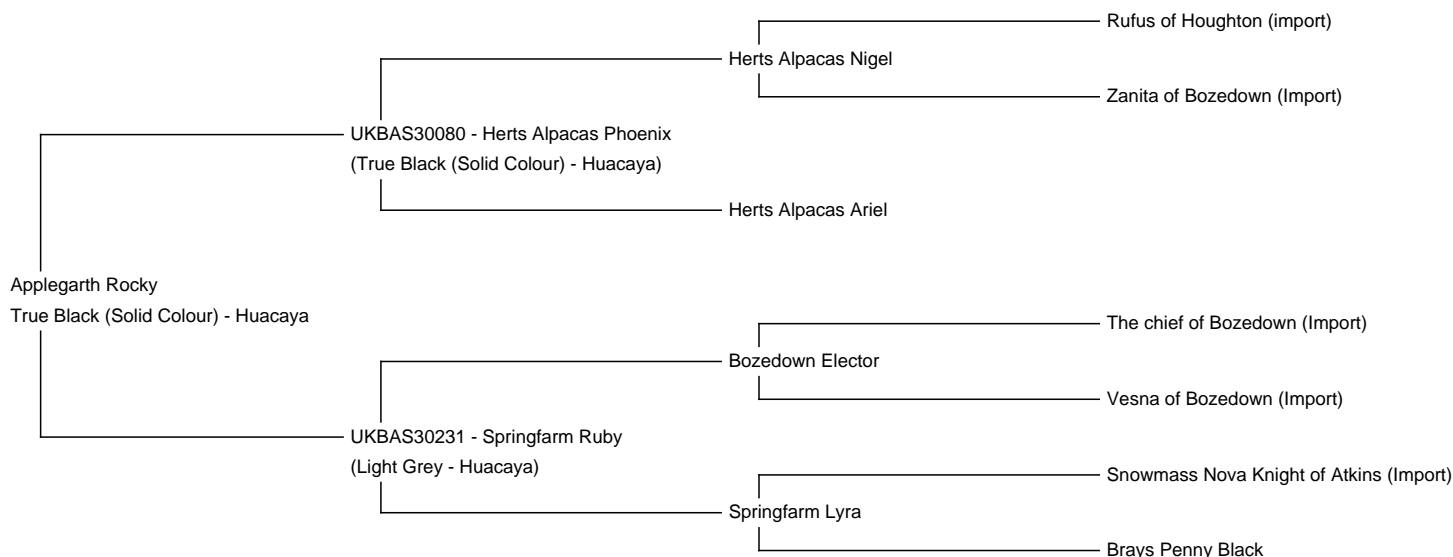 Rufus of Houghton (import)
Herts Alpacas Nigel
Zanita of Bozedown (Import)
UKBAS30080 - Herts Alpacas Phoenix
(True Black (Solid Colour) - Huacaya)
Herts Alpacas Ariel
Applegarth Rocky
True Black (Solid Colour) - Huacaya
The chief of Bozedown (Import)
Bozedown Elector
Vesna of Bozedown (Import)
UKBAS30231 - Springfarm Ruby
(Light Grey - Huacaya)
Snowmass Nova Knight of Atkins (Import)
Springfarm Lyra
Brays Penny Black